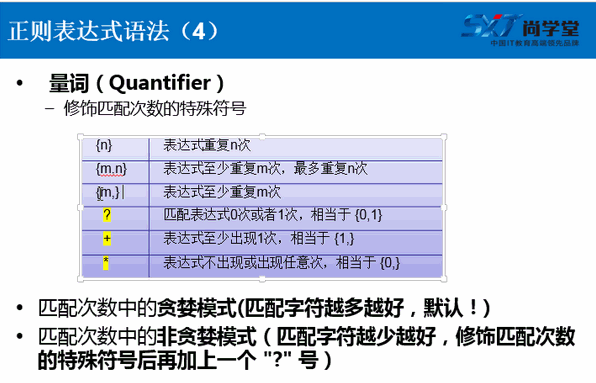 正则表达式语法（4）
SXT 尚学堂
中国IT教育高端领先品牌
• 量词（Quantifier）
– 修饰匹配次数的特殊符号
{n} 表达式重复n次
{m,n} 表达式至少重复m次，最多重复n次
{m,} 表达式至少重复m次
? 匹配表达式0次或者1次，相当于 {0,1}
+ 表达式至少出现1次，相当于 {1,}
* 表达式不出现或出现任意次，相当于 {0,}
• 匹配次数中的贪婪模式(匹配字符越多越好，默认！)
• 匹配次数中的非贪婪模式（匹配字符越少越好，修饰匹配次数
的特殊符号后再加上一个 "?" 号）